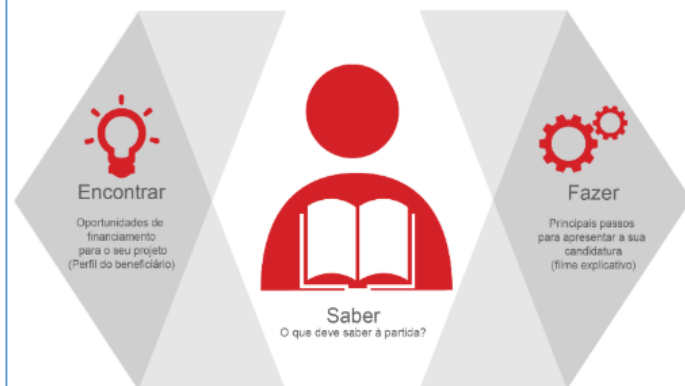 Encontrar
Oportunidades de
financiamento
para o seu projeto
(Perfil do beneficiário)
Saber
O que deve saber à partida?
Fazer
Principais passos
para apresentar a sua
candidatura
(filme explicativo)